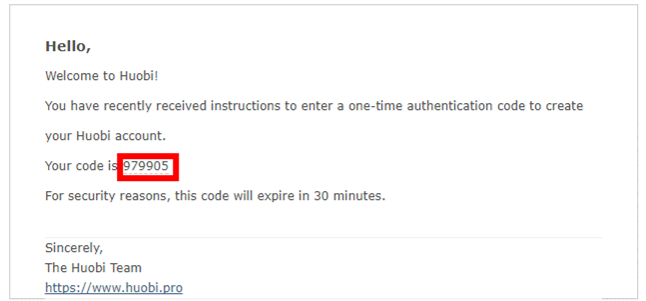 Hello,
Welcome to Huobi!
You have recently received instructions to enter a one-time authentication code to create
your Huobi account.
Your code is 979905
For security reasons, this code will expire in 30 minutes.
Sincerely,
The Huobi Team
https://www.huobi.pro